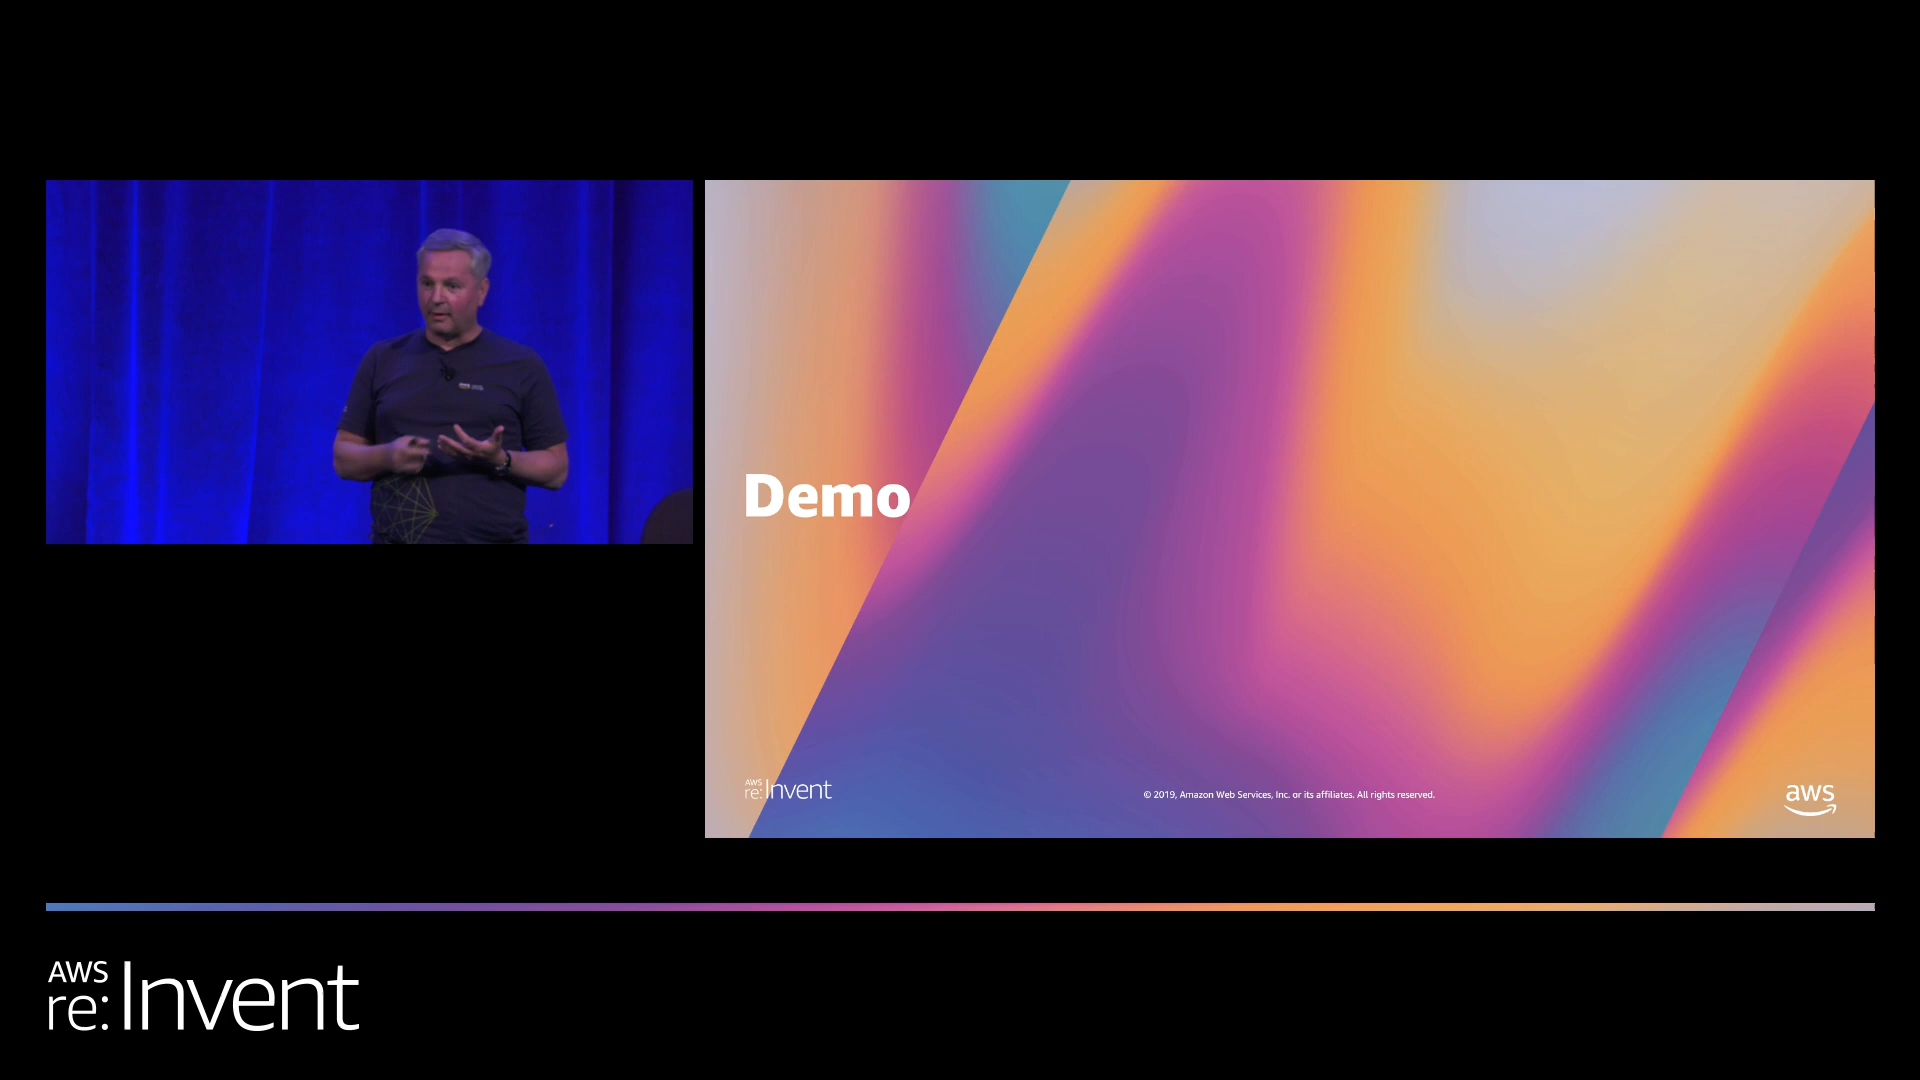 Demo
AWS
re:Invent
© 2019, Amazon Web Services, Inc. or its affiliates. All rights reserved.
aws
AWS
re:Invent